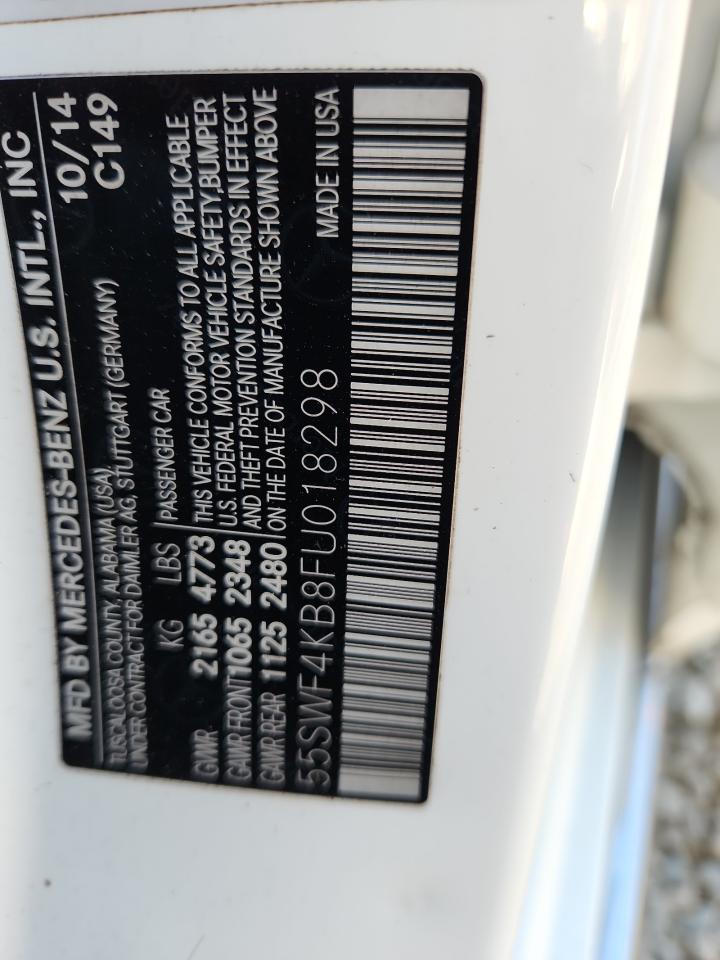 MFD BY MERCEDES-BENZ U.S. INTL., INC
TUSCALOOSA COUNTY, ALABAMA (USA) 10/14
UNDER CONTRACT FOR DAIMLER AG, STUTTGART (GERMANY) C149
KG LBS PASSENGER CAR
GVWR 2165 4773 THIS VEHICLE CONFORMS TO ALL APPLICABLE
GAWR FRONT 1065 2348 U.S. FEDERAL MOTOR VEHICLE SAFETY,BUMPER
GAWR REAR 1125 2480 AND THEFT PREVENTION STANDARDS IN EFFECT
ON THE DATE OF MANUFACTURE SHOWN ABOVE
55SWF4KB8FU018298 MADE IN USA